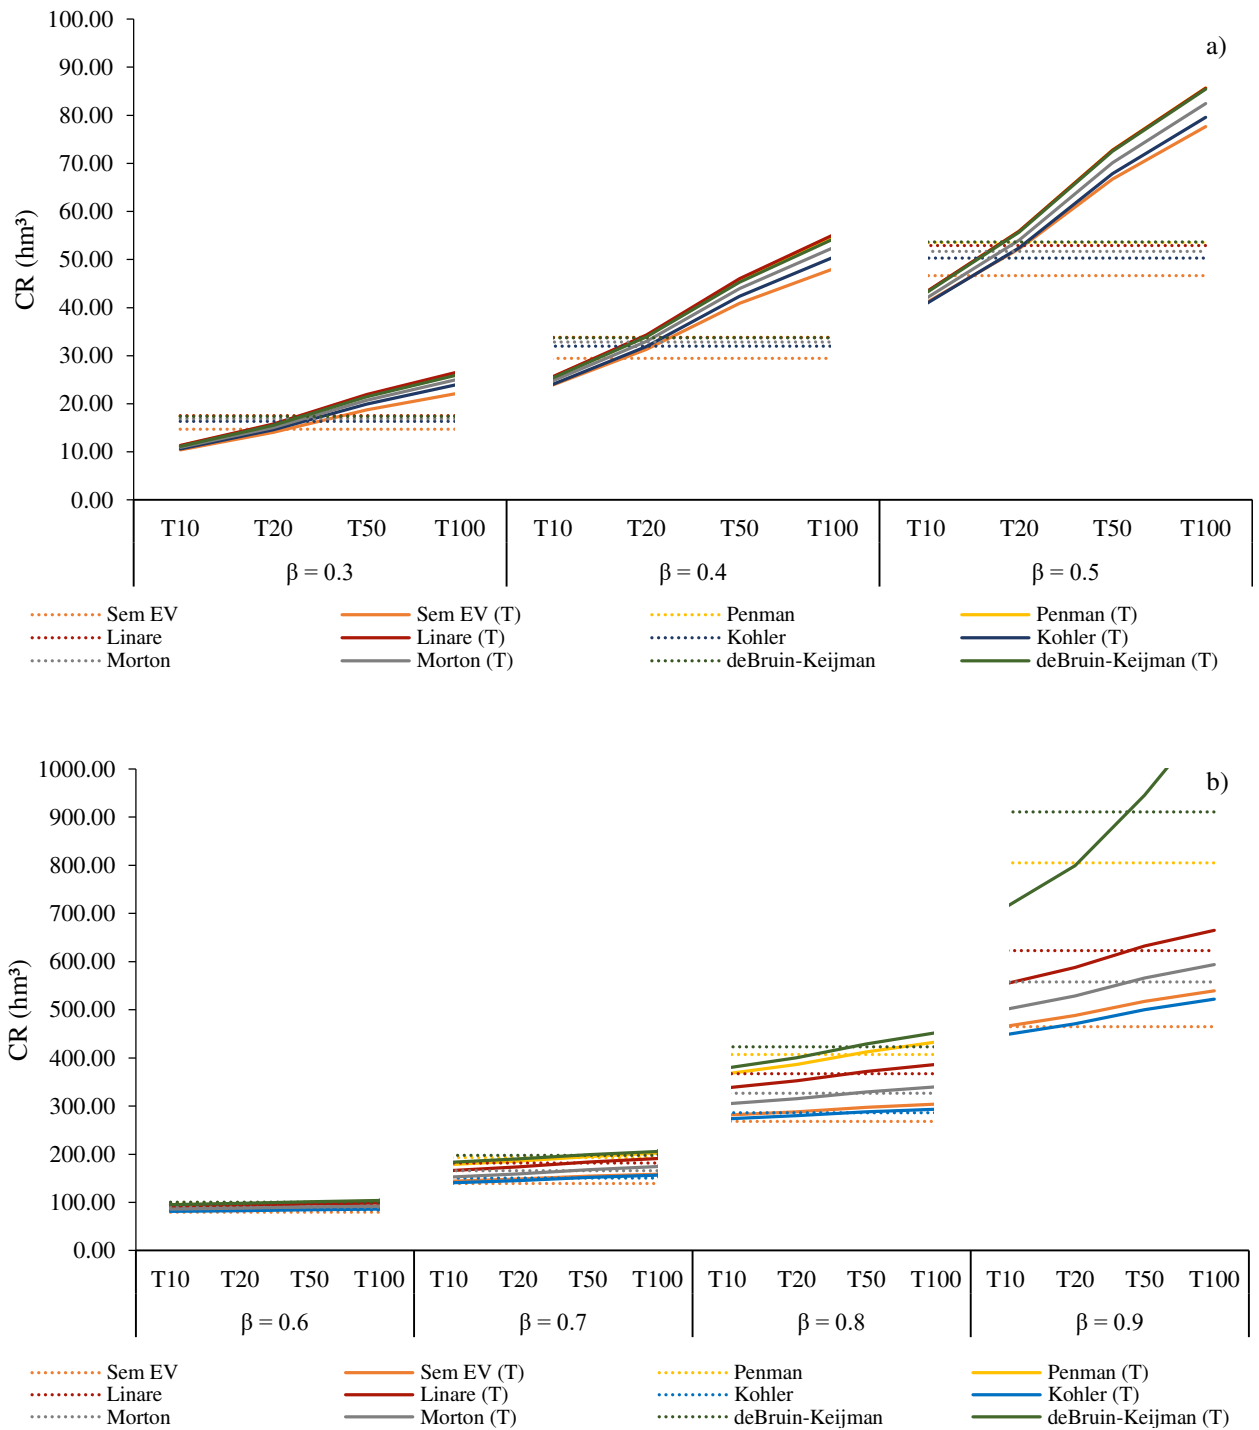 100.00
a)
90.00
80.00
70.00
60.00
50.00
40.00
30.00
20.00
10.00
0.00
CR (hm³)
T10 T20 T50 T100 T10 T20 T50 T100 T10 T20 T50 T100
β = 0.3 β = 0.4 β = 0.5
Sem EV Sem EV (T) Penman Penman (T)
Linare Linare (T) Kohler Kohler (T)
Morton Morton (T) deBruin-Keijman deBruin-Keijman (T)
1000.00
b)
900.00
800.00
700.00
600.00
500.00
400.00
300.00
200.00
100.00
0.00
CR (hm³)
T10 T20 T50 T100 T10 T20 T50 T100 T10 T20 T50 T100 T10 T20 T50 T100
β = 0.6 β = 0.7 β = 0.8 β = 0.9
Sem EV Sem EV (T) Penman Penman (T)
Linare Linare (T) Kohler Kohler (T)
Morton Morton (T) deBruin-Keijman deBruin-Keijman (T)